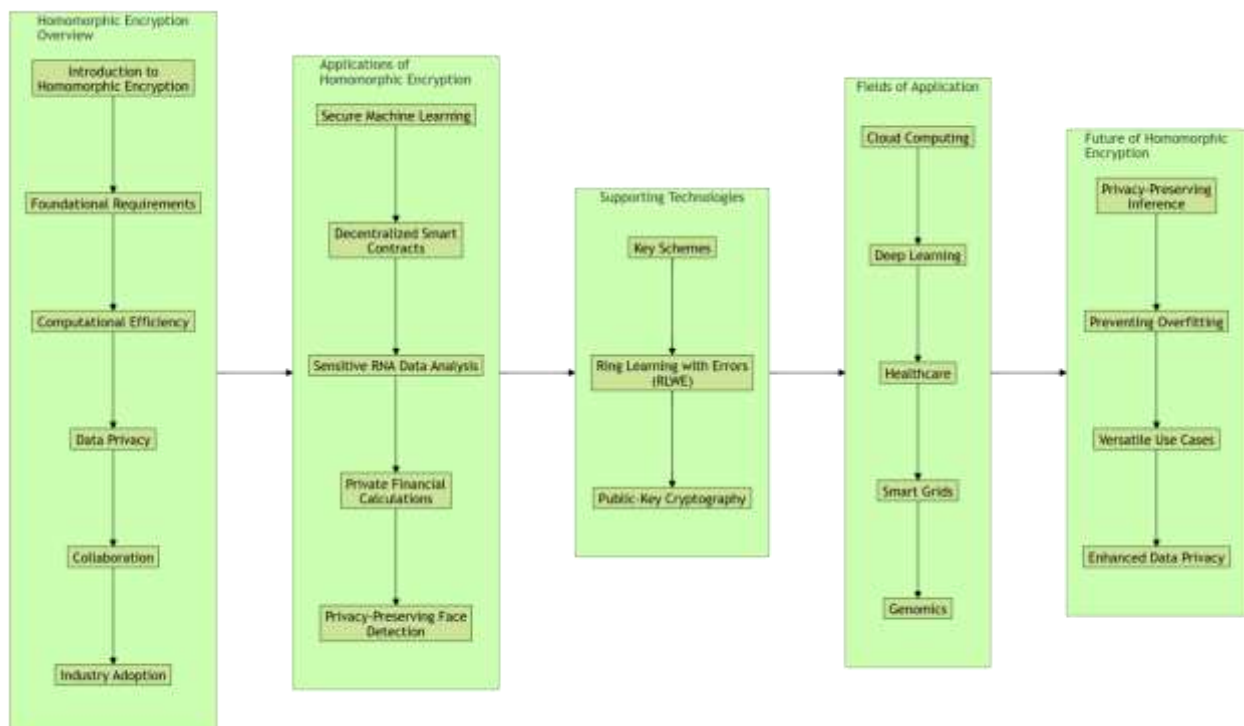 Homomorphic Encryption
Overview
Introduction to
Homomorphic Encryption
Foundational Requirements
Computational Efficiency
Data Privacy
Collaboration
Industry Adoption
Applications of
Homomorphic Encryption
Secure Machine Learning
Decentralized Smart
Contracts
Sensitive RNA Data Analysis
Private Financial
Calculations
Privacy-Preserving Face
Detection
Supporting Technologies
Key Schemes
Ring Learning with Errors
(RLWE)
Public-Key Cryptography
Fields of Application
Cloud Computing
Deep Learning
Healthcare
Smart Grids
Genomics
Future of Homomorphic
Encryption
Privacy-Preserving
Inference
Preventing Overfitting
Versatile Use Cases
Enhanced Data Privacy